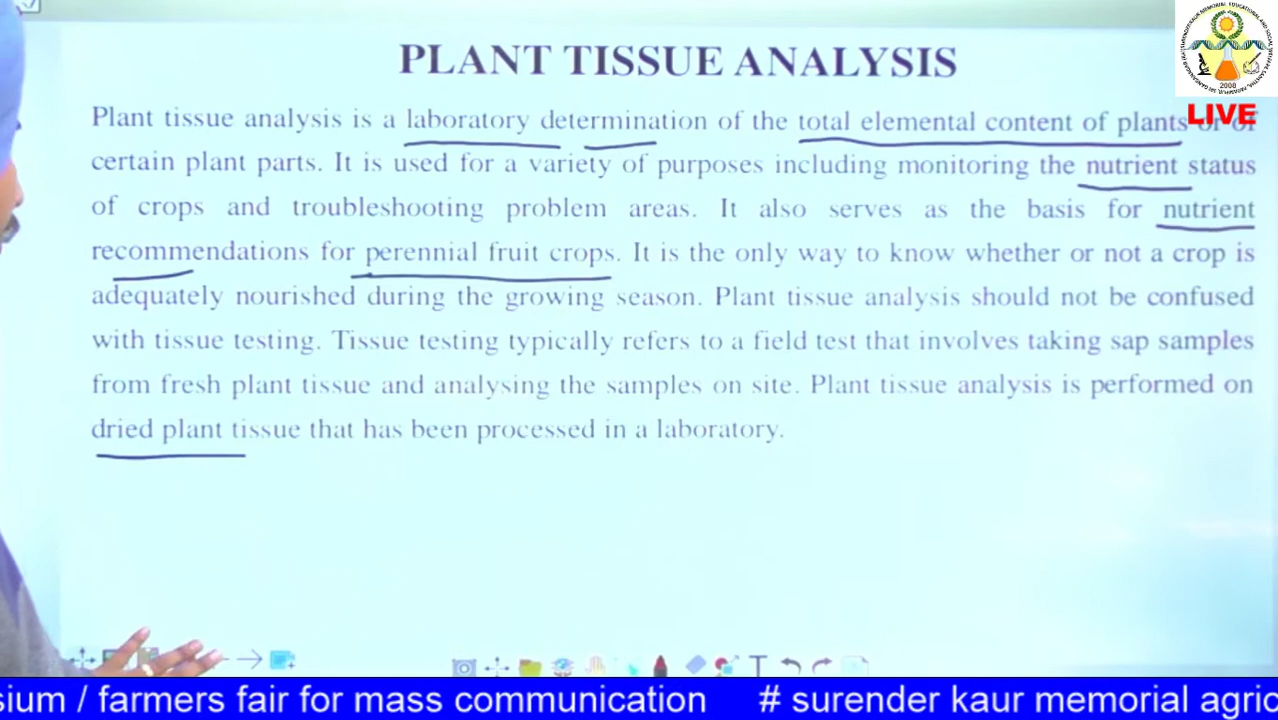 PLANT TISSUE ANALYSIS
Plant tissue analysis is a laboratory determination of the total elemental content of plants or of
certain plant parts. It is used for a variety of purposes including monitoring the nutrient status
of crops and troubleshooting problem areas. It also serves as the basis for nutrient
recommendations for perennial fruit crops. It is the only way to know whether or not a crop is
adequately nourished during the growing season. Plant tissue analysis should not be confused
with tissue testing. Tissue testing typically refers to a field test that involves taking sap samples
from fresh plant tissue and analysing the samples on site. Plant tissue analysis is performed on
dried plant tissue that has been processed in a laboratory.
2008
LIVE
T
sium / farmers fair for mass communication # surender kaur memorial agric